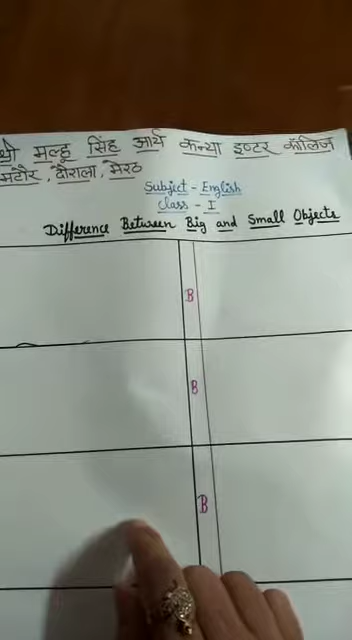 श्री मल्हू सिंह आर्य कन्या इण्टर कॉलिज
मटौर, दौराला, मेरठ
Subject - English
Class - I
Difference Between Big and Small Objects
B
B
B